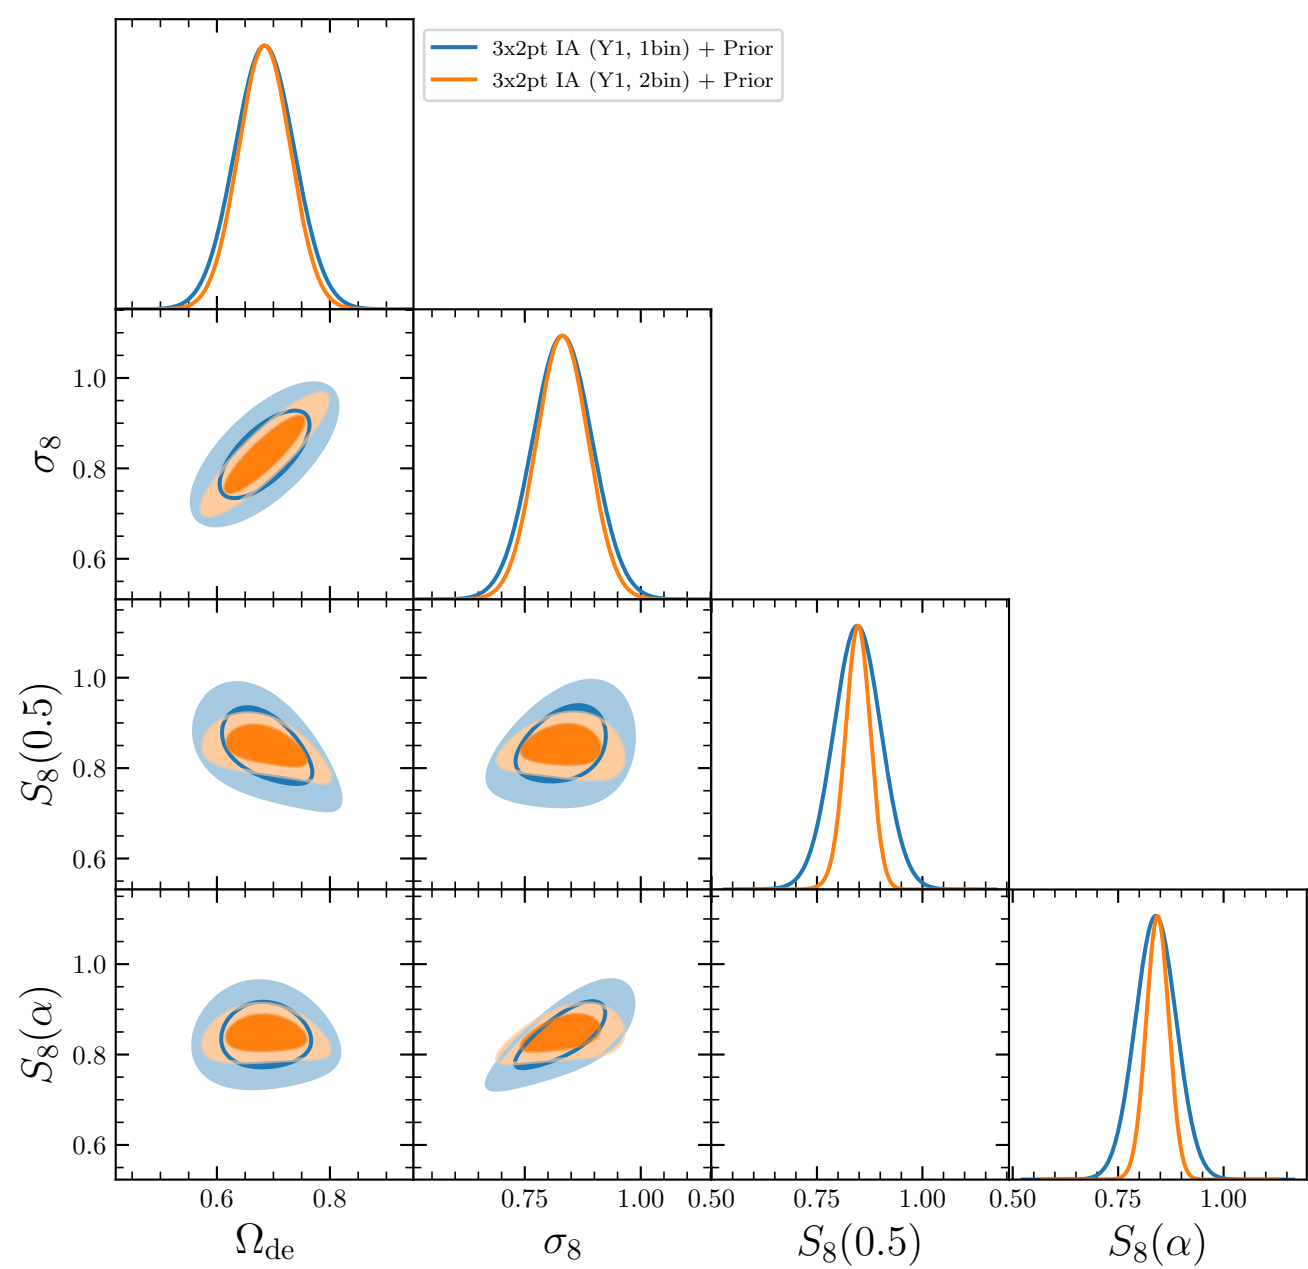 3x2pt IA (Y1, 1bin) + Prior
3x2pt IA (Y1, 2bin) + Prior
1.0
0.8
0.6
σ₈
1.0
0.8
0.6
S₈(0.5)
1.0
0.8
0.6
S₈(α)
0.6 0.8 0.75 1.00 0.50 0.75 1.00 0.50 0.75 1.00
Ω_de σ₈ S₈(0.5) S₈(α)